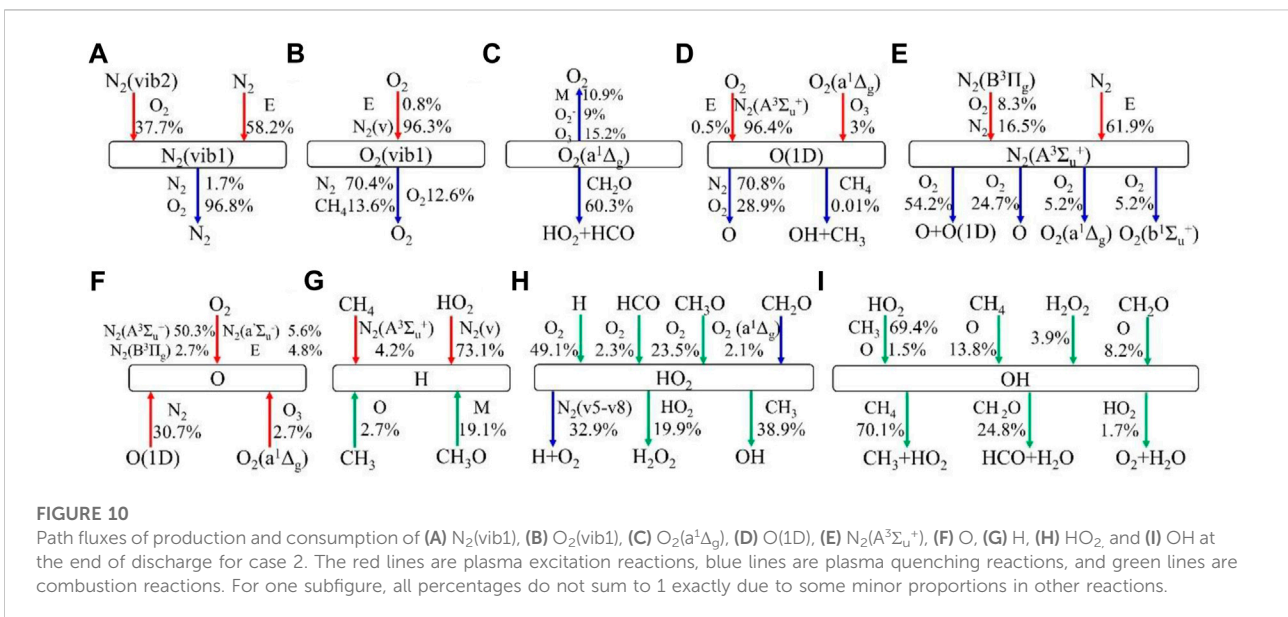 A
N₂(vib2) N₂
O₂ E
37.7% 58.2%
N₂(vib1)
N₂ 1.7%
O₂ 96.8%
N₂
B
O₂
E 0.8%
N₂(v) 96.3%
O₂(vib1)
N₂ 70.4%
CH₄13.6% O₂12.6%
O₂
C
O₂
M 10.9%
O₂⁻ 9%
O₃ 15.2%
O₂(a¹Δg)
CH₂O
60.3%
HO₂+HCO
D
O₂ O₂(a¹Δg)
E N₂(A³Σᵤ⁺) O₃
0.5% 96.4% 3%
O(1D)
N₂ 70.8% CH₄
O₂ 28.9% 0.01%
O OH+CH₃
E
N₂(B³Πg) N₂
O₂ 8.3% E
N₂ 16.5% 61.9%
N₂(A³Σᵤ⁺)
O₂ O₂ O₂ O₂
54.2% 24.7% 5.2% 5.2%
O+O(1D) O O₂(a¹Δg) O₂(b¹Σᵤ⁺)
F
O₂
N₂(A³Σᵤ⁻) 50.3% N₂(a'Σᵤ⁻) 5.6%
N₂(B³Πg) 2.7% E 4.8%
O
N₂ O₃
30.7% 2.7%
O(1D) O₂(a¹Δg)
G
CH₄ HO₂
N₂(A³Σᵤ⁺) N₂(v)
4.2% 73.1%
H
O M
2.7% 19.1%
CH₃ CH₃O
H
H HCO CH₃O CH₂O
O₂ O₂ O₂ O₂ (a¹Δg)
49.1% 2.3% 23.5% 2.1%
HO₂
N₂(v5-v8) HO₂ CH₃
32.9% 19.9% 38.9%
H+O₂ H₂O₂ OH
I
HO₂ CH₄ H₂O₂ CH₂O
CH₃ 69.4% O 3.9% O
O 1.5% 13.8% 8.2%
OH
CH₄ CH₂O HO₂
70.1% 24.8% 1.7%
CH₃+HO₂ HCO+H₂O O₂+H₂O
FIGURE 10
Path fluxes of production and consumption of (A) N₂(vib1), (B) O₂(vib1), (C) O₂(a¹Δg), (D) O(1D), (E) N₂(A³Σᵤ⁺), (F) O, (G) H, (H) HO₂, and (I) OH at
the end of discharge for case 2. The red lines are plasma excitation reactions, blue lines are plasma quenching reactions, and green lines are
combustion reactions. For one subfigure, all percentages do not sum to 1 exactly due to some minor proportions in other reactions.